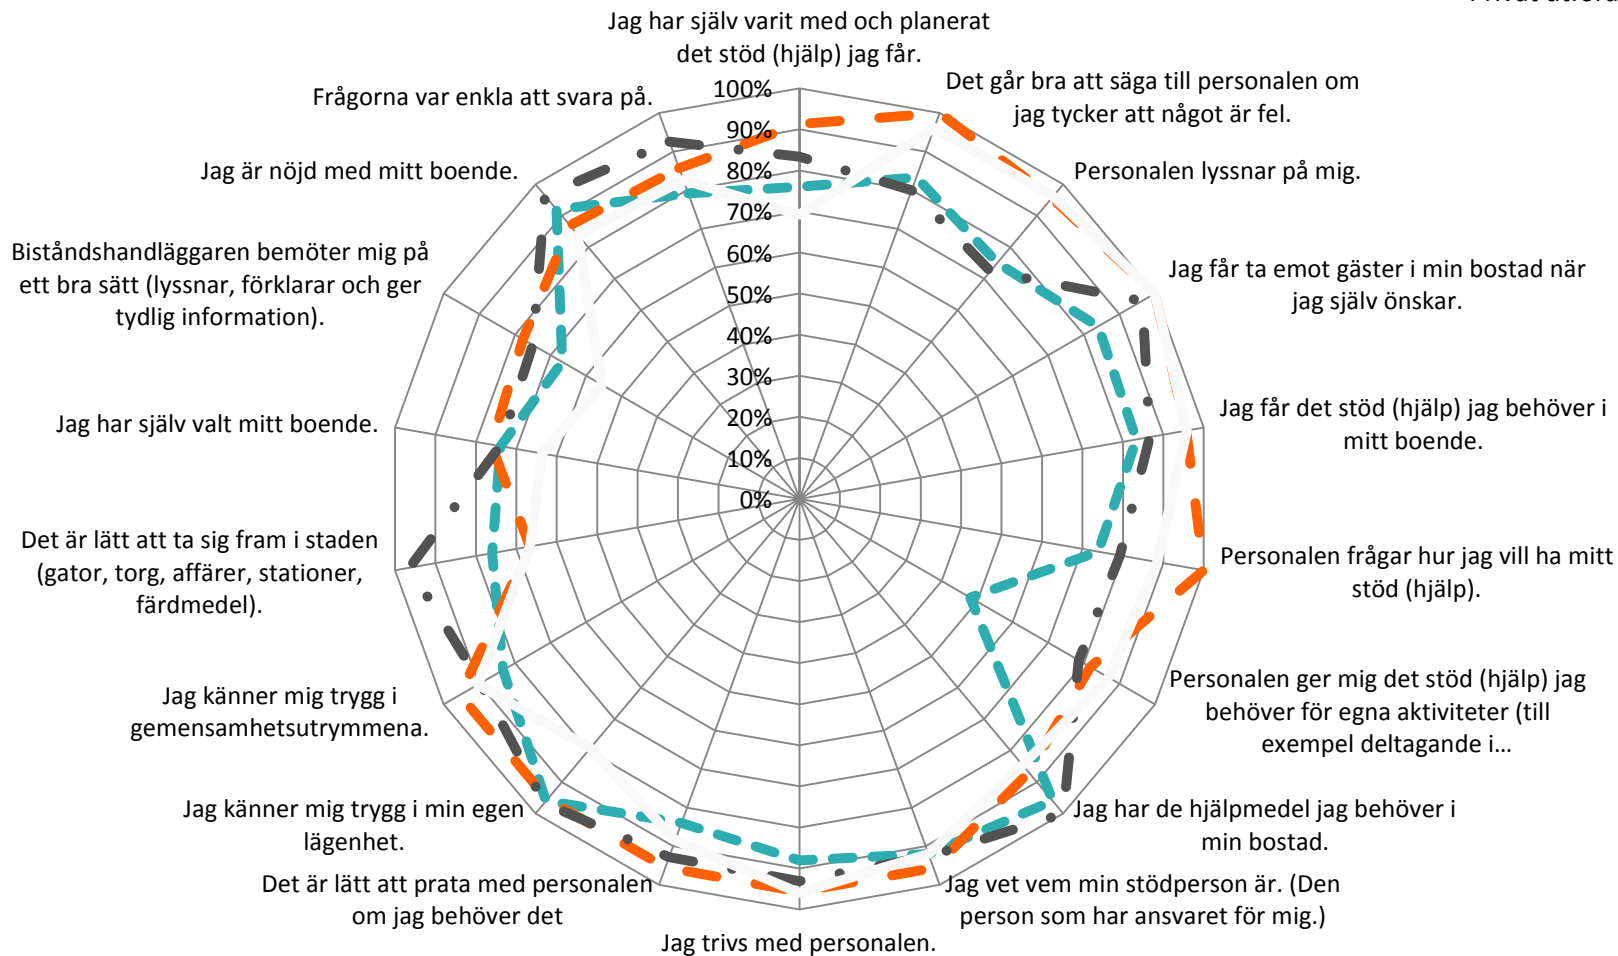 Jag har själv varit med och planerat
det stöd (hjälp) jag får.
Det går bra att säga till personalen om
jag tycker att något är fel.
Personalen lyssnar på mig.
Jag får ta emot gäster i min bostad när
jag själv önskar.
Jag får det stöd (hjälp) jag behöver i
mitt boende.
Personalen frågar hur jag vill ha mitt
stöd (hjälp).
Personalen ger mig det stöd (hjälp) jag
behöver för egna aktiviteter (till
exempel deltagande i…
Jag har de hjälpmedel jag behöver i
min bostad.
Jag vet vem min stödperson är. (Den
person som har ansvaret för mig.)
Jag trivs med personalen.
Det är lätt att prata med personalen
om jag behöver det
Jag känner mig trygg i min egen
lägenhet.
Jag känner mig trygg i
gemensamhetsutrymmena.
Det är lätt att ta sig fram i staden
(gator, torg, affärer, stationer,
färdmedel).
Jag har själv valt mitt boende.
Biståndshandläggaren bemöter mig på
ett bra sätt (lyssnar, förklarar och ger
tydlig information).
Jag är nöjd med mitt boende.
Frågorna var enkla att svara på.
100%
90%
80%
70%
60%
50%
40%
30%
20%
10%
0%